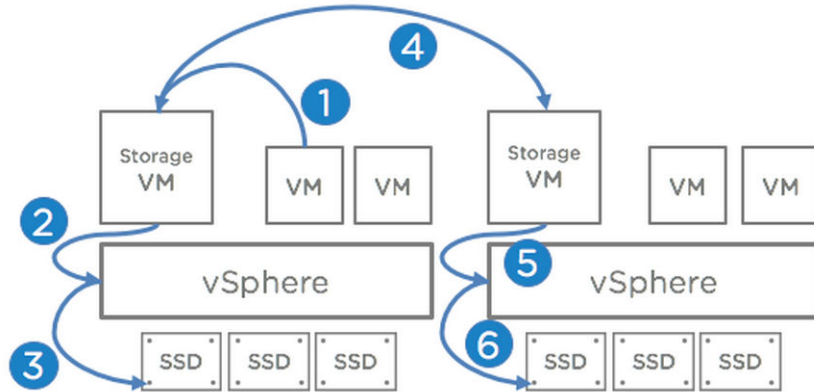 4
1
Storage
VM
VM
VM
Storage
VM
VM
VM
2
5
vSphere
vSphere
3
6
SSD
SSD
SSD
SSD
SSD
SSD